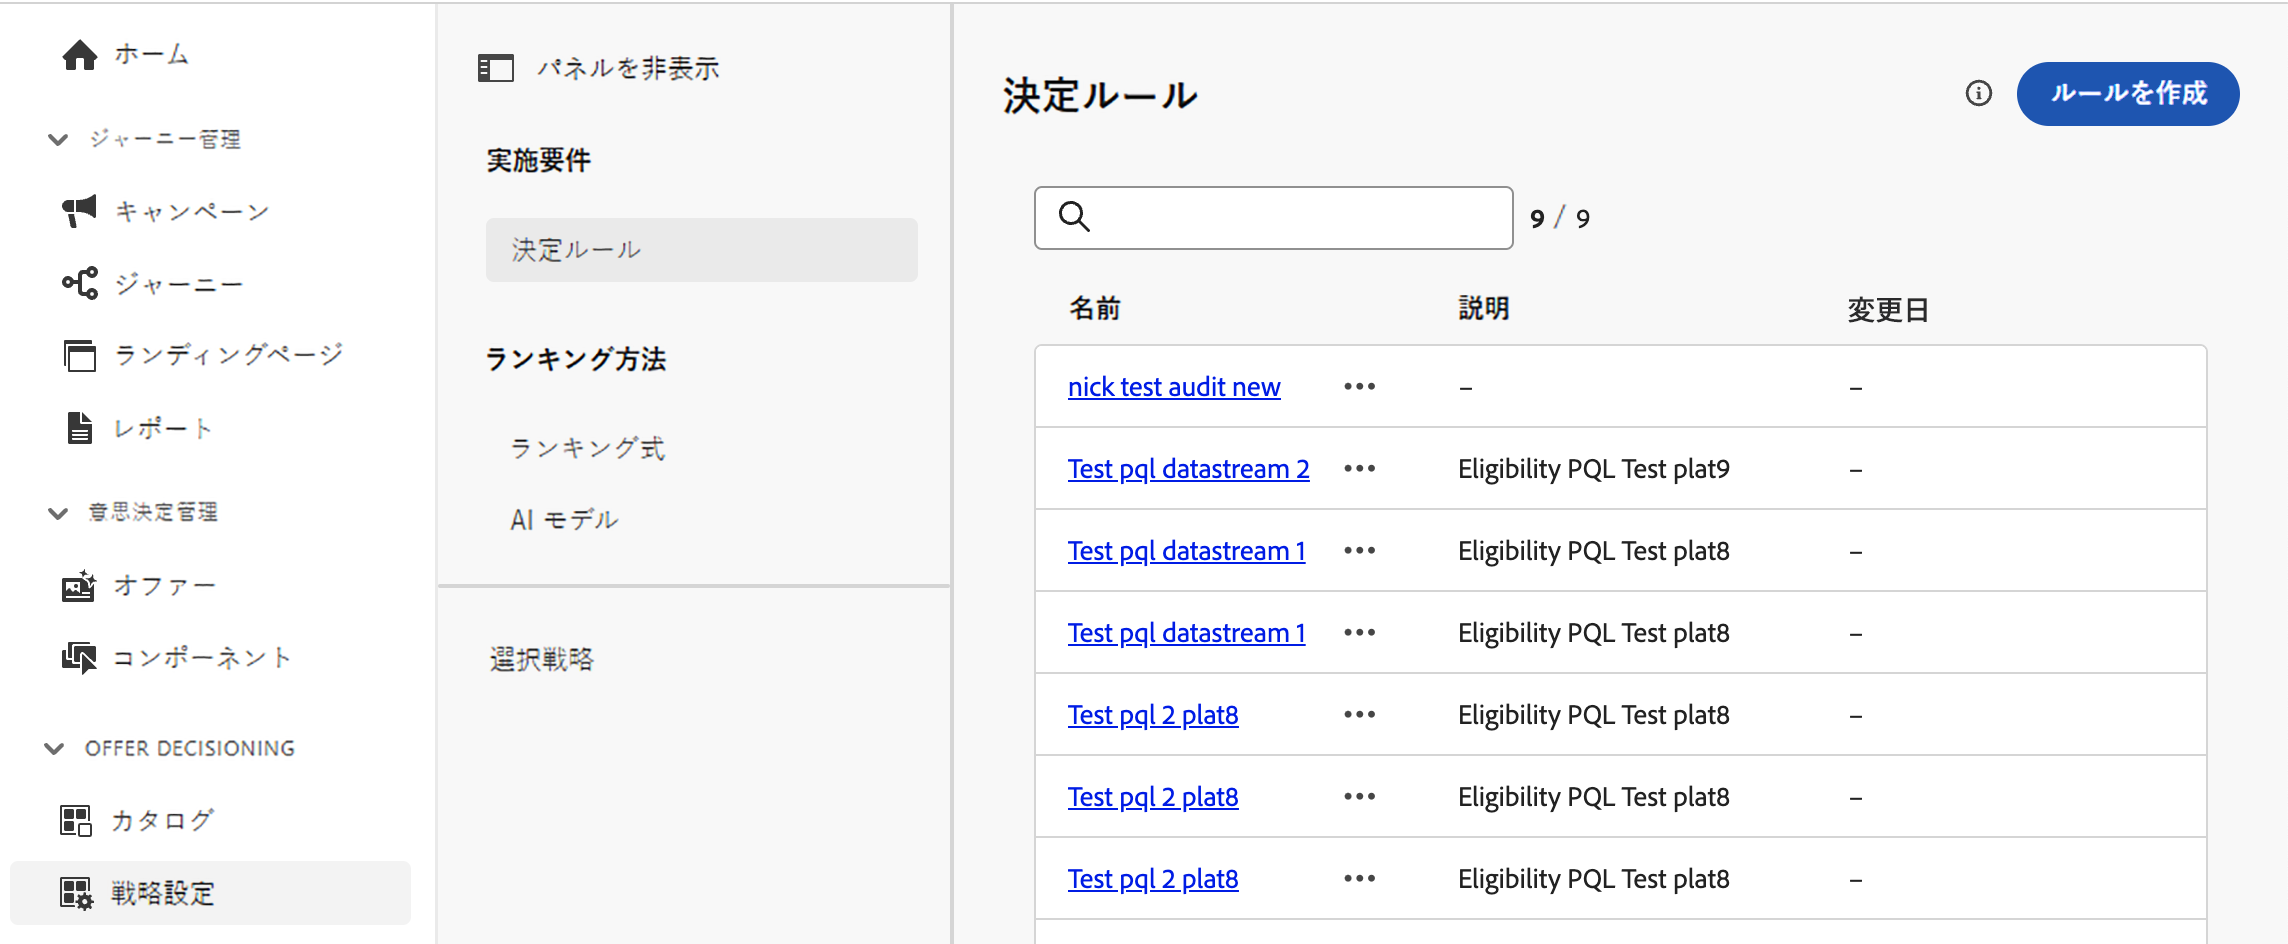 ホーム
ジャーニー管理
キャンペーン
ジャーニー
ランディングページ
レポート
意思決定管理
オファー
コンポーネント
OFFER DECISIONING
カタログ
戦略設定
パネルを非表示
実施要件
決定ルール
ランキング方法
ランキング式
AI モデル
選択戦略
決定ルール
ルールを作成
9 / 9
名前 説明 変更日
nick test audit new ••• – –
Test pql datastream 2 ••• Eligibility PQL Test plat9 –
Test pql datastream 1 ••• Eligibility PQL Test plat8 –
Test pql datastream 1 ••• Eligibility PQL Test plat8 –
Test pql 2 plat8 ••• Eligibility PQL Test plat8 –
Test pql 2 plat8 ••• Eligibility PQL Test plat8 –
Test pql 2 plat8 ••• Eligibility PQL Test plat8 –